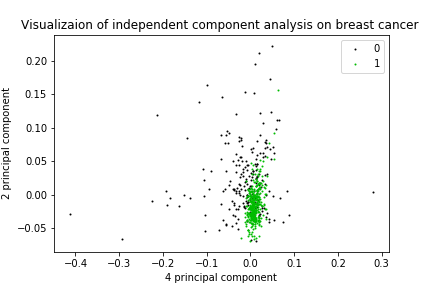 Visualizaion of independent component analysis on breast cancer
0
1
0.20
0.15
0.10
0.05
0.00
−0.05
2 principal component
−0.4 −0.3 −0.2 −0.1 0.0 0.1 0.2 0.3
4 principal component